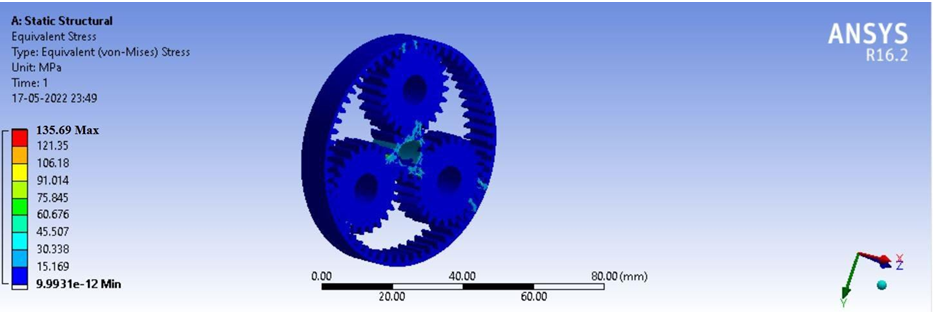 A: Static Structural
Equivalent Stress
Type: Equivalent (von-Mises) Stress
Unit: MPa
Time: 1
17-05-2022 23:49
135.69 Max
121.35
106.18
91.014
75.845
60.676
45.507
30.338
15.169
9.9931e-12 Min
ANSYS
R16.2
0.00 40.00 80.00 (mm)
20.00 60.00
X
Z
Y